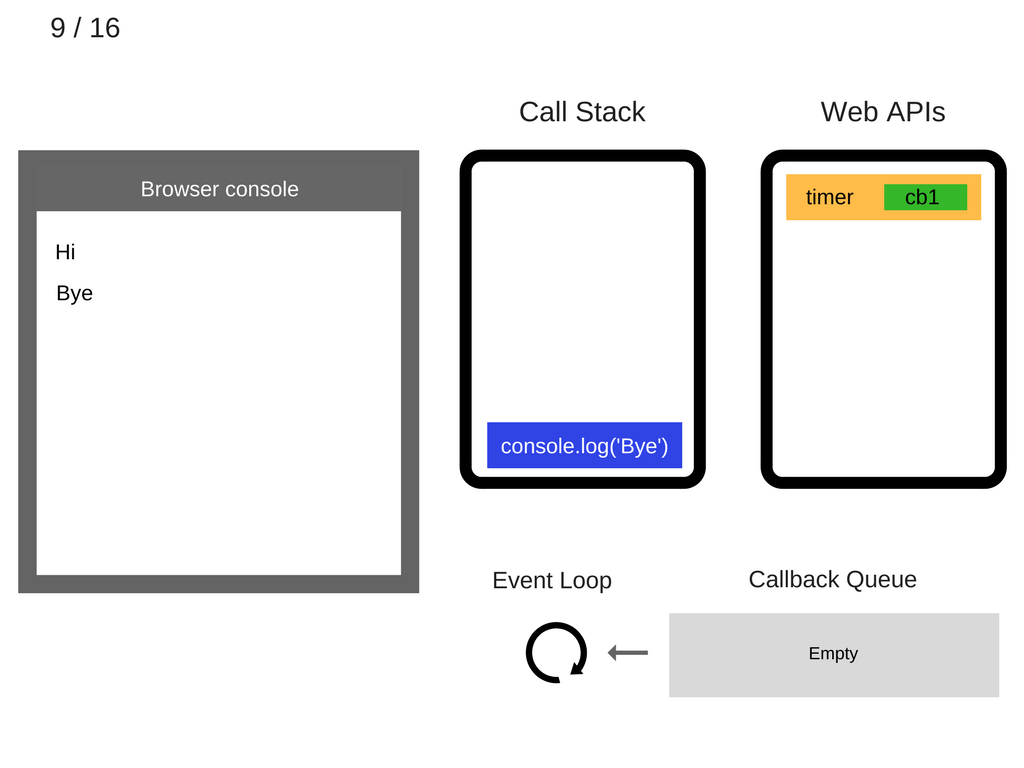 9 / 16
Call Stack
Web APIs
Browser console
Hi
Bye
console.log('Bye')
timer
cb1
Event Loop
Callback Queue
Empty